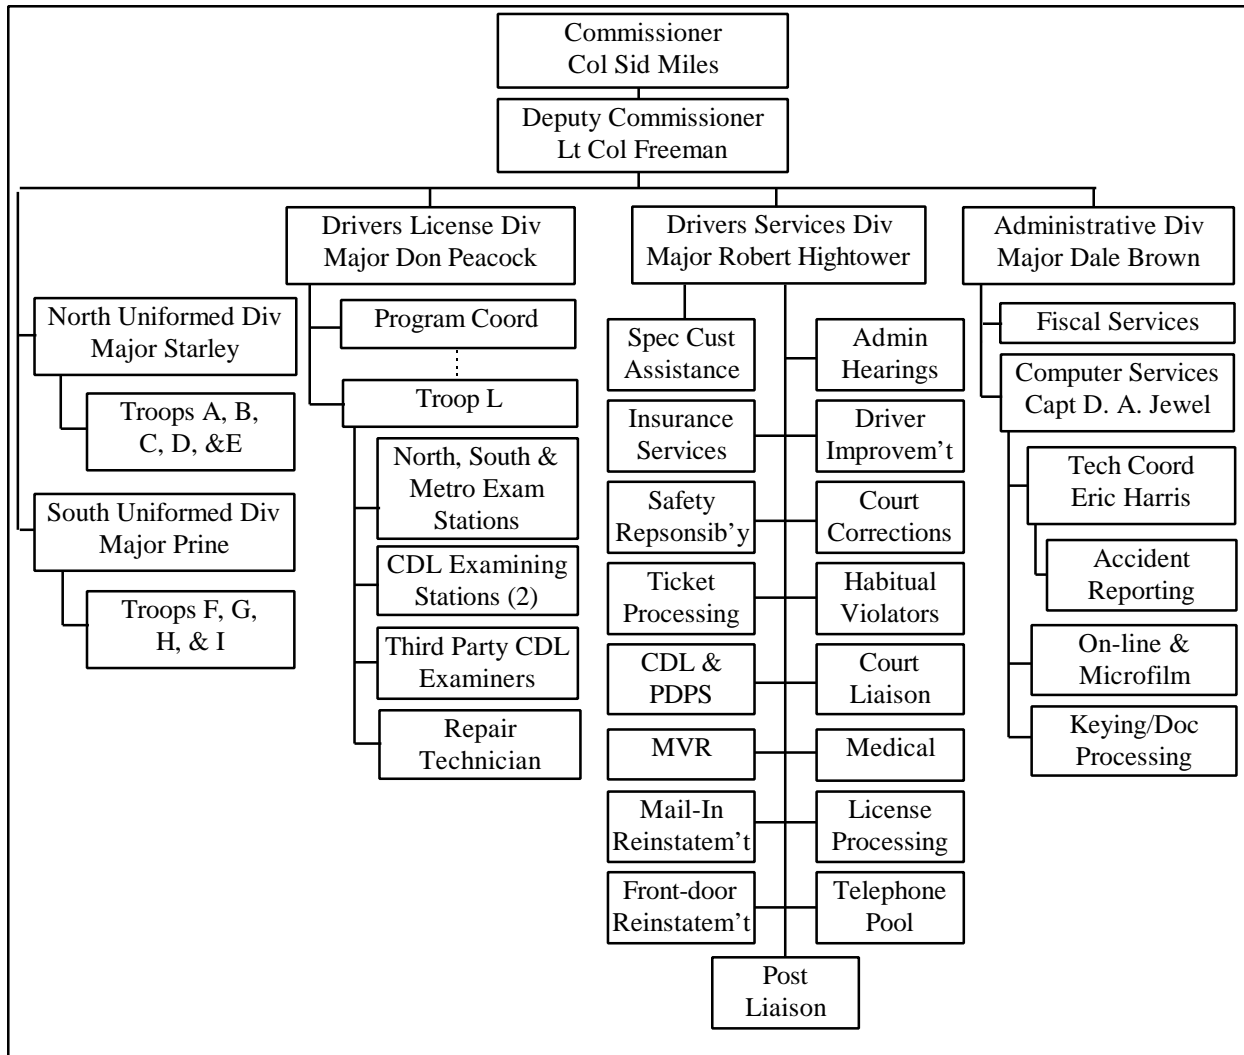 Commissioner
Col Sid Miles
Deputy Commissioner
Lt Col Freeman
Drivers License Div
Major Don Peacock
Drivers Services Div
Major Robert Hightower
Administrative Div
Major Dale Brown
North Uniformed Div
Major Starley
Troops A, B,
C, D, &E
South Uniformed Div
Major Prine
Troops F, G,
H, & I
Program Coord
Troop L
North, South &
Metro Exam
Stations
CDL Examining
Stations (2)
Third Party CDL
Examiners
Repair
Technician
Spec Cust
Assistance
Admin
Hearings
Insurance
Services
Driver
Improvem't
Safety
Repsonsib'y
Court
Corrections
Ticket
Processing
Habitual
Violators
CDL &
PDPS
Court
Liaison
MVR
Medical
Mail-In
Reinstatem't
License
Processing
Front-door
Reinstatem't
Telephone
Pool
Post
Liaison
Fiscal Services
Computer Services
Capt D. A. Jewel
Tech Coord
Eric Harris
Accident
Reporting
On-line &
Microfilm
Keying/Doc
Processing